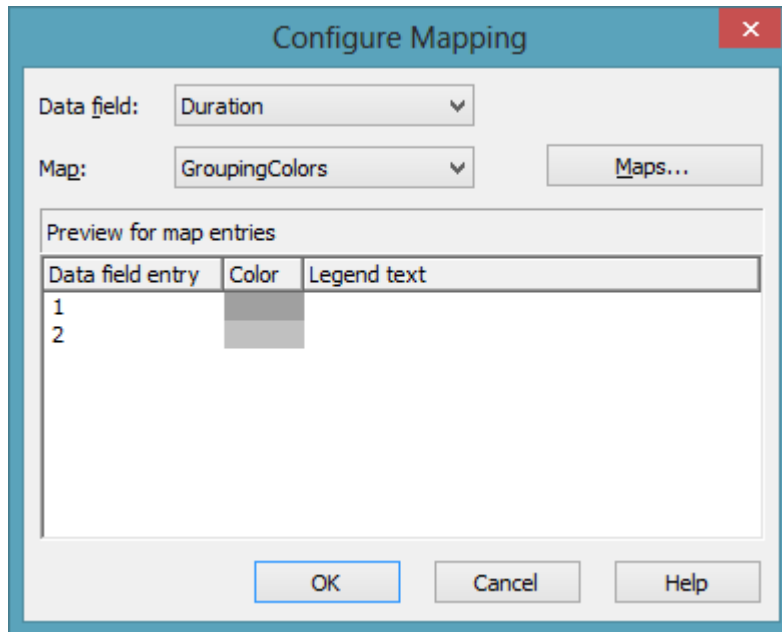 Configure Mapping
Data field: Duration
Map: GroupingColors Maps...
Preview for map entries
Data field entry Color Legend text
1
2
OK Cancel Help